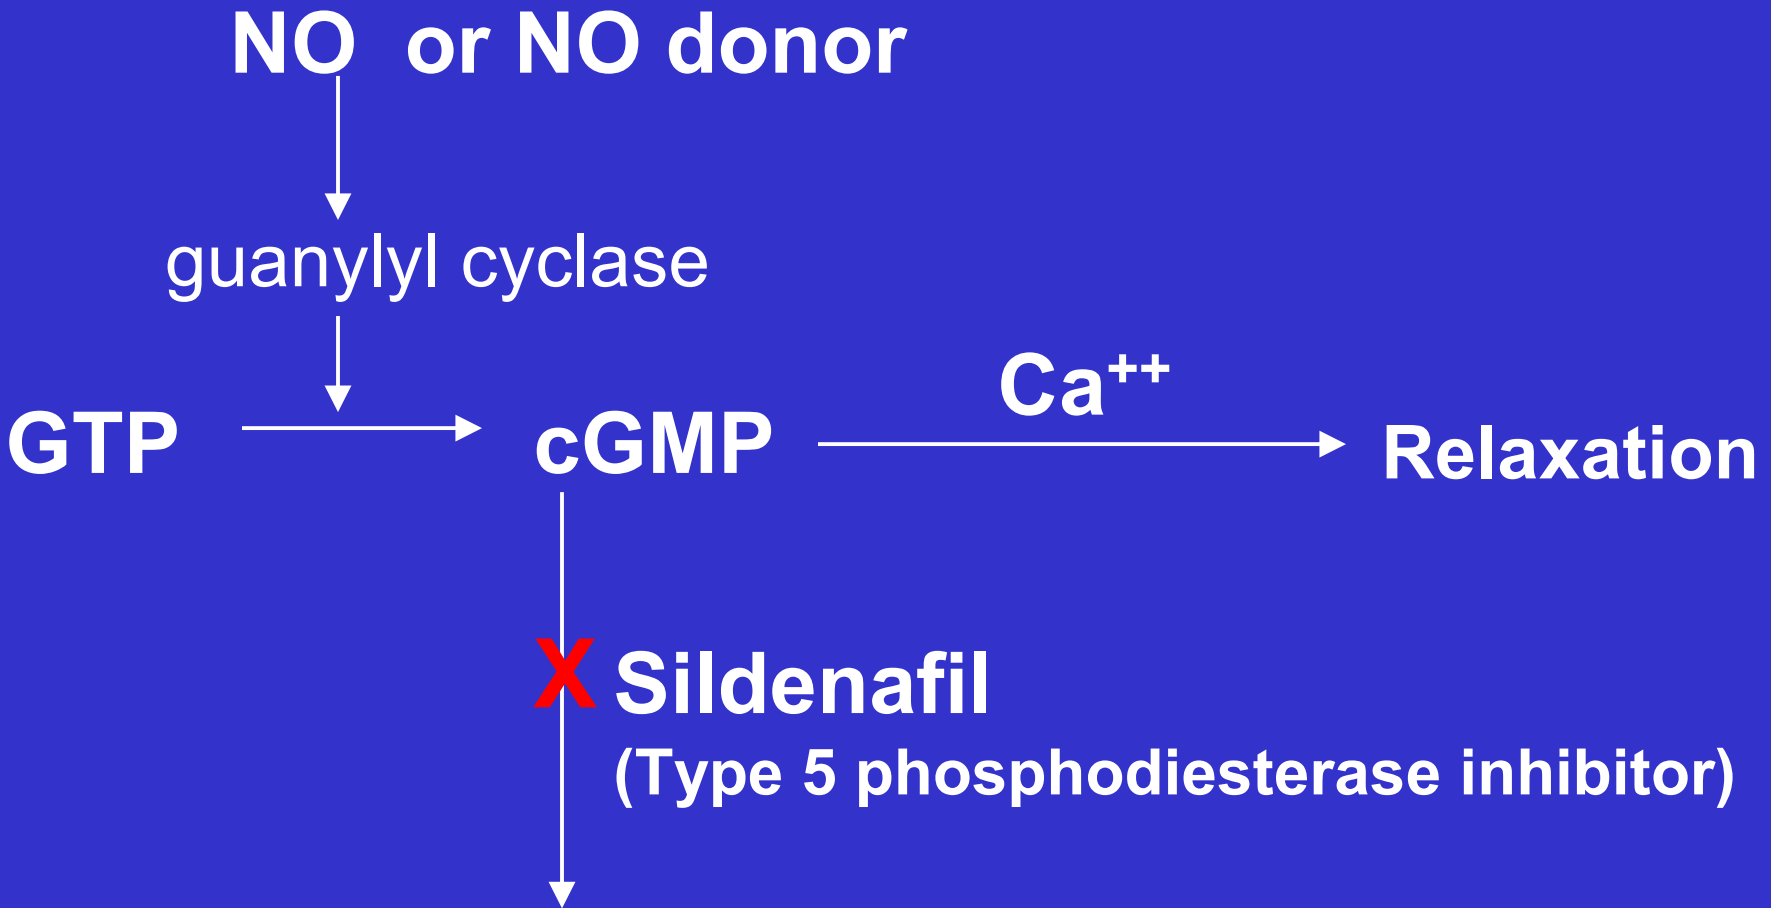 NO or NO donor
guanylyl cyclase
Ca⁺⁺
GTP cGMP Relaxation
X Sildenafil
(Type 5 phosphodiesterase inhibitor)